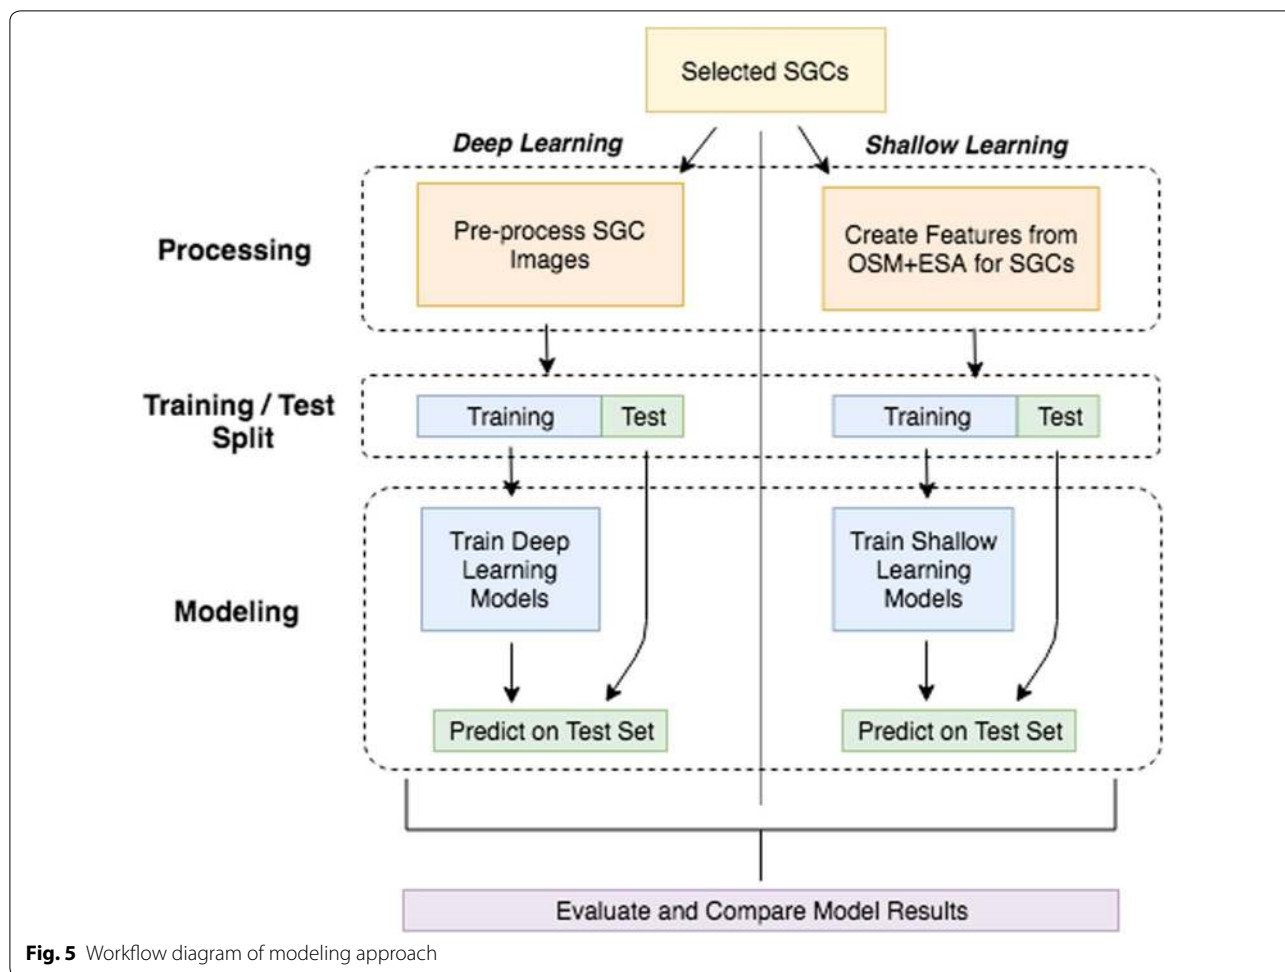 Selected SGCs
Deep Learning
Shallow Learning
Processing
Pre-process SGC
Images
Create Features from
OSM+ESA for SGCs
Training / Test
Split
Training
Test
Training
Test
Modeling
Train Deep
Learning
Models
Train Shallow
Learning
Models
Predict on Test Set
Predict on Test Set
Evaluate and Compare Model Results
Fig. 5 Workflow diagram of modeling approach